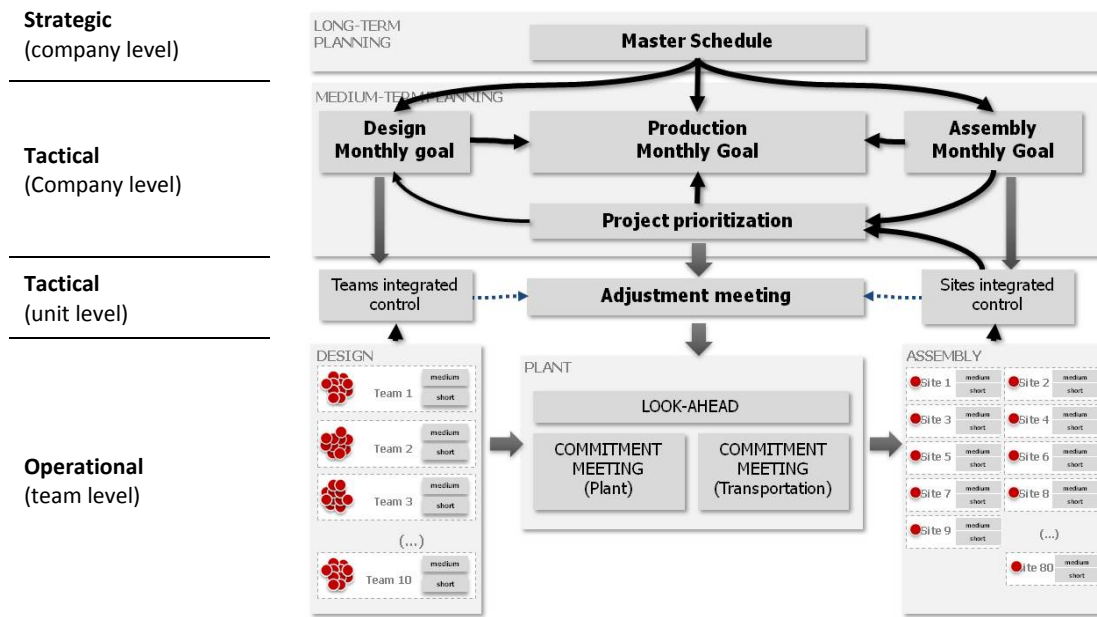 Strategic
(company level)
LONG-TERM
PLANNING
Master Schedule
MEDIUM-TERM PLANNING
Tactical
(Company level)
Design
Monthly goal
Production
Monthly Goal
Assembly
Monthly Goal
Project prioritization
Tactical
(unit level)
Teams integrated
control
Adjustment meeting
Sites integrated
control
Operational
(team level)
DESIGN
Team 1
medium
short
Team 2
medium
short
Team 3
medium
short
(...)
Team 10
medium
short
PLANT
LOOK-AHEAD
COMMITMENT
MEETING
(Plant)
COMMITMENT
MEETING
(Transportation)
ASSEMBLY
Site 1
medium
short
Site 2
medium
short
Site 3
medium
short
Site 4
medium
short
Site 5
medium
short
Site 6
medium
short
Site 7
medium
short
Site 8
medium
short
Site 9
medium
short
(...)
Site 80
medium
short